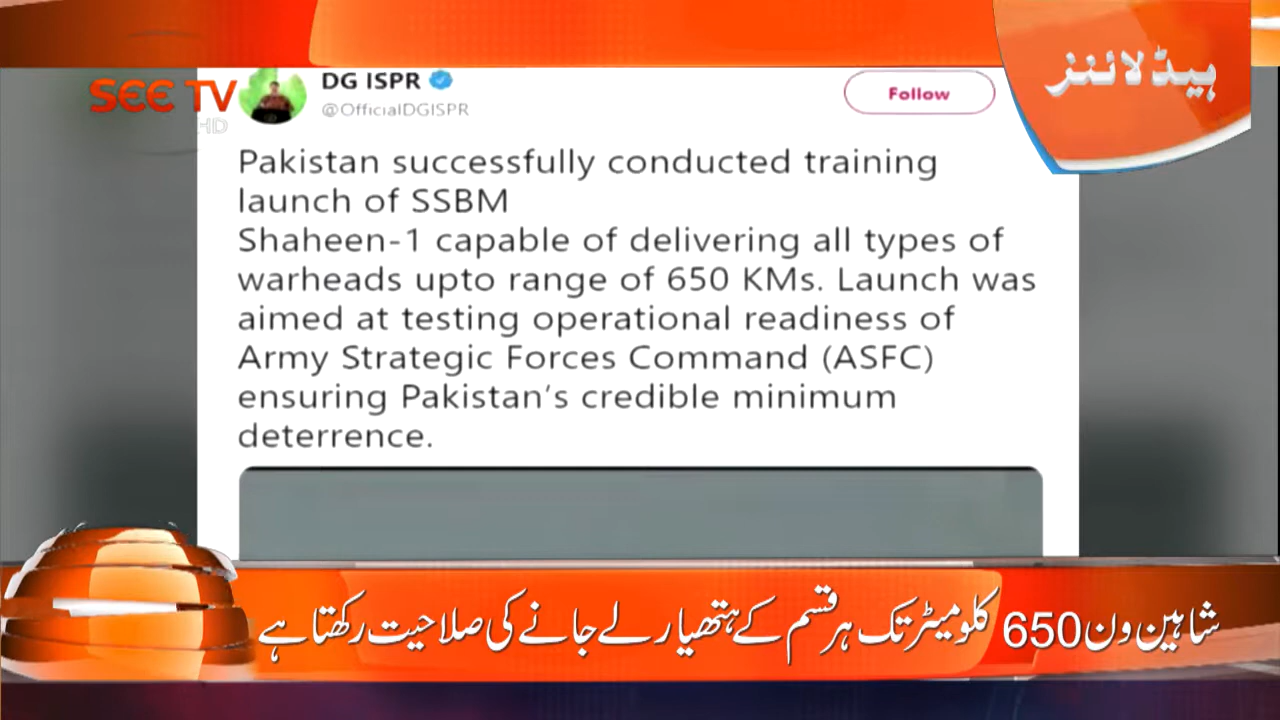 ہیڈلائنز
SEE TV
HD
DG ISPR
@OfficialDGISPR
Follow
Pakistan successfully conducted training
launch of SSBM
Shaheen-1 capable of delivering all types of
warheads upto range of 650 KMs. Launch was
aimed at testing operational readiness of
Army Strategic Forces Command (ASFC)
ensuring Pakistan's credible minimum
deterrence.
شاہین ون 650 کلومیٹر تک ہر قسم کے ہتھیار لے جانے کی صلاحیت رکھتا ہے